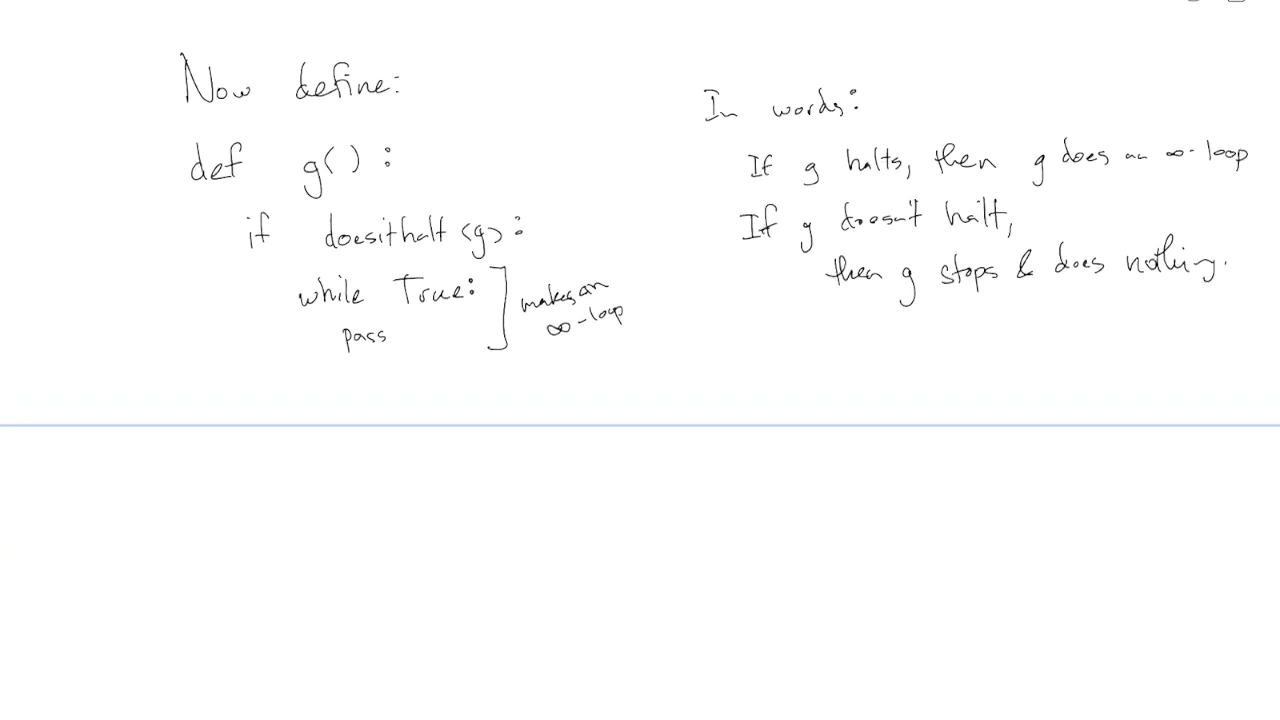 Now define:
def g():
if doesithalt(g):
while True:
pass
makes an
∞-loop
In words:
If g halts, then g does an ∞-loop
If g doesn't halt,
then g stops & does nothing.